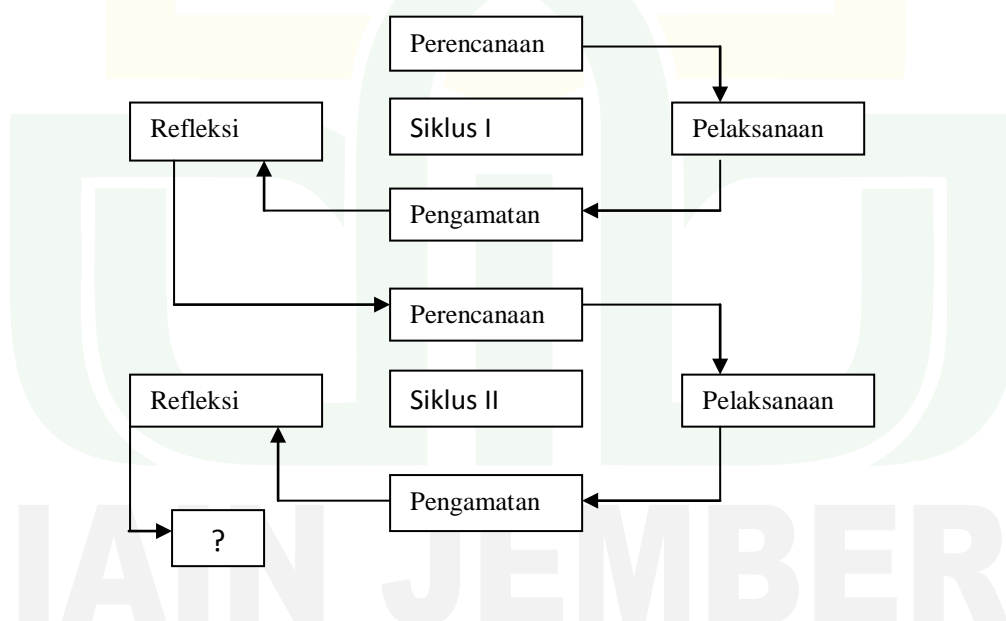 Perencanaan
Refleksi
Siklus I
Pelaksanaan
Pengamatan
Perencanaan
Refleksi
Siklus II
Pelaksanaan
Pengamatan
?
IAIN JEMBER